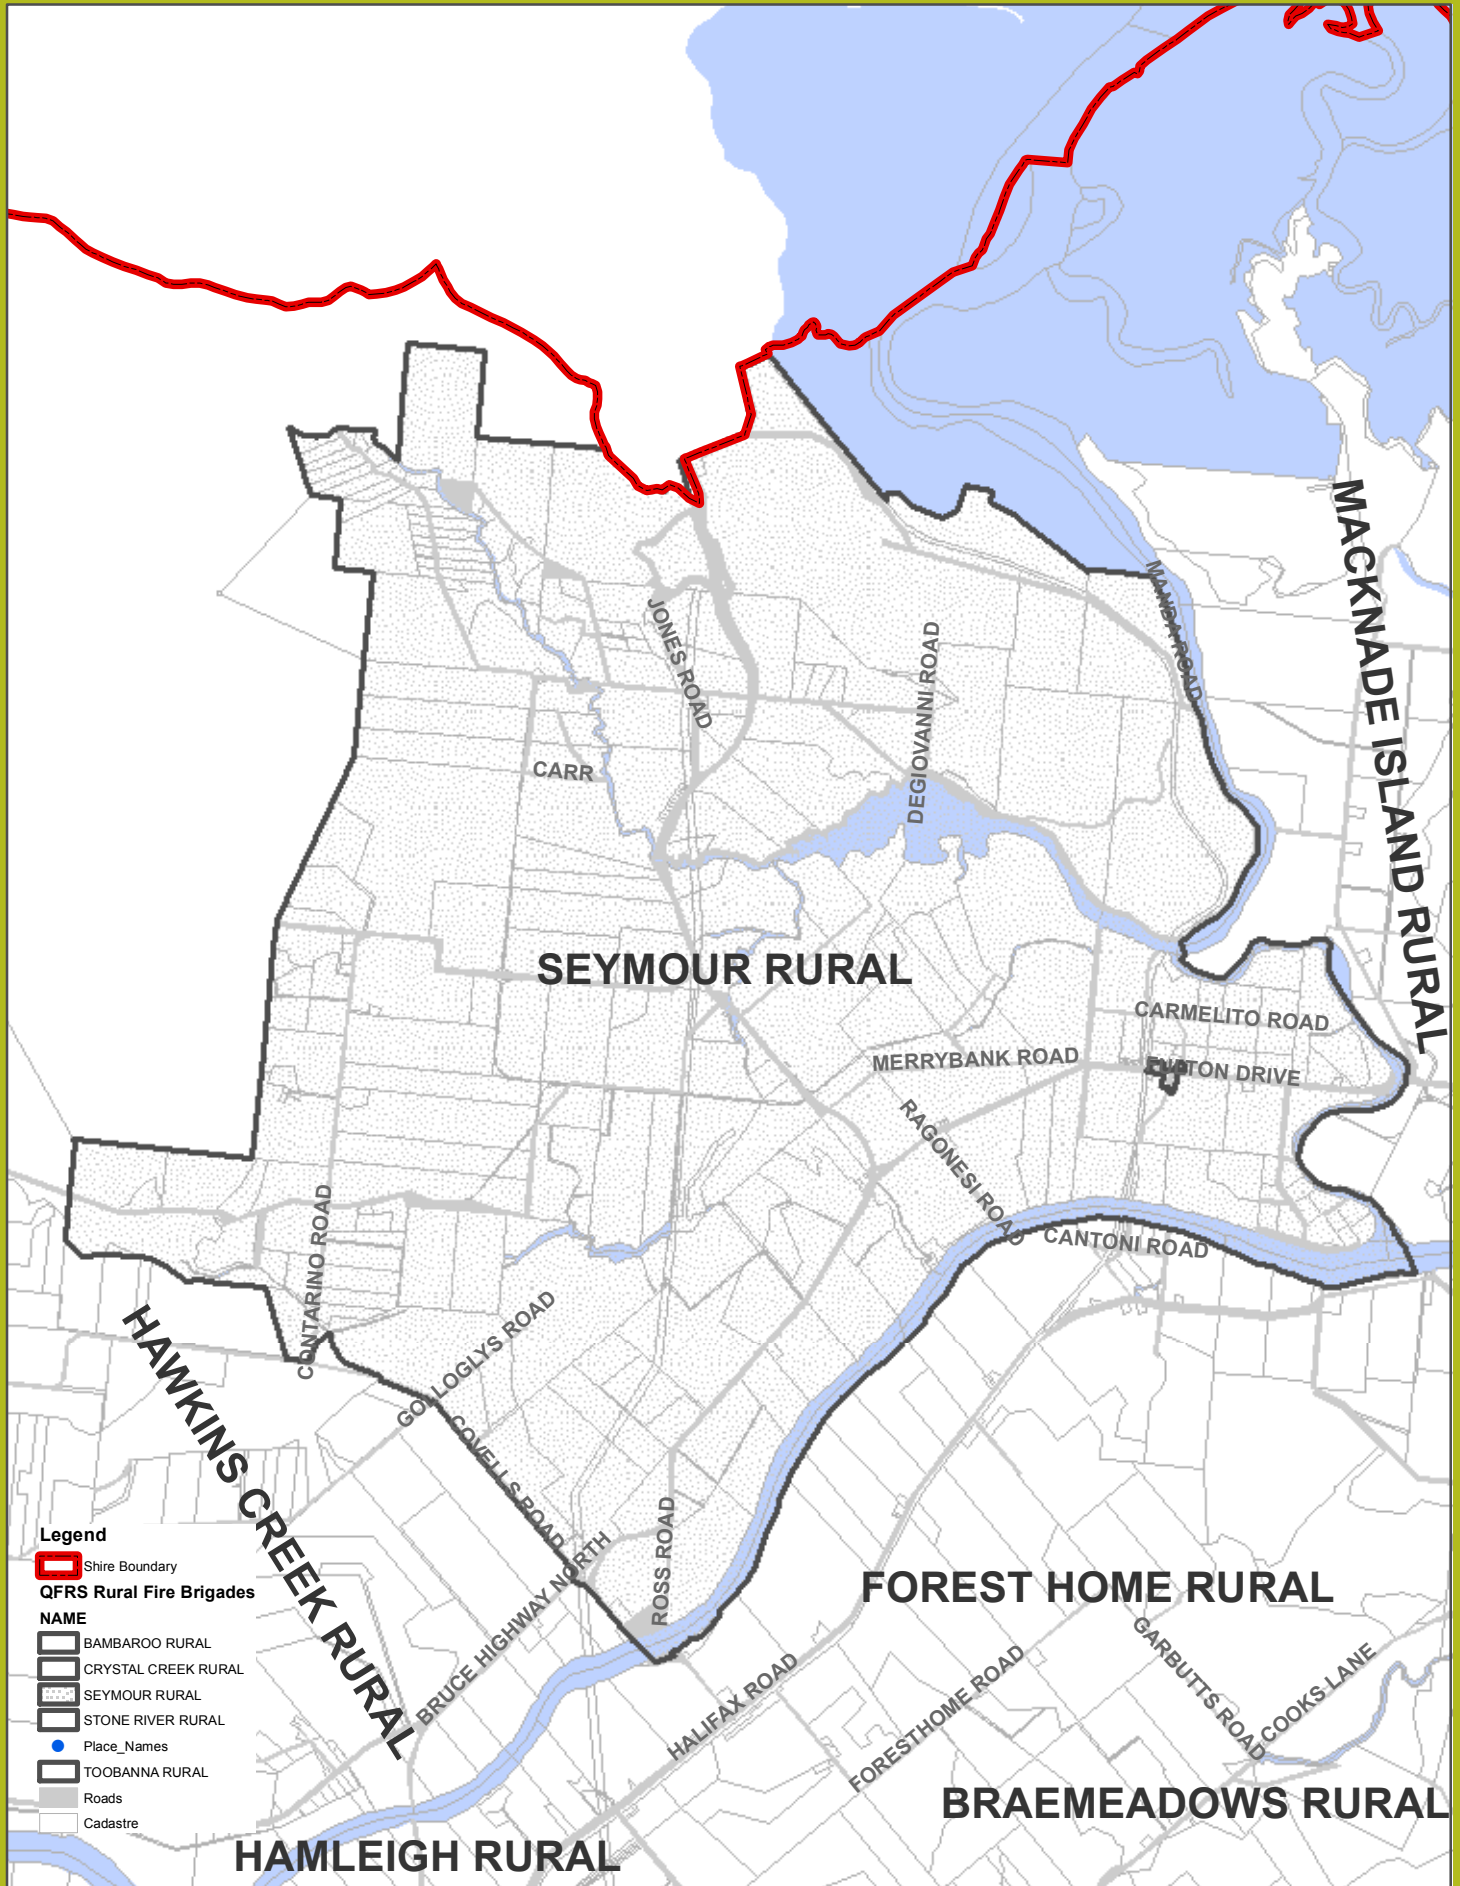 MACKNADE ISLAND RURAL
MANDA ROAD
JONES ROAD
DEGIOVANNI ROAD
CARR
SEYMOUR RURAL
CARMELITO ROAD
MERRYBANK ROAD
DRIVE
RAGONESI ROAD
CANTONI ROAD
CONTARINO ROAD
GOLLOGLYS ROAD
HAWKINS CREEK RURAL
COVELLS ROAD
ROSS ROAD
BRUCE HIGHWAY NORTH
FOREST HOME RURAL
HALIFAX ROAD
FORESTHOME ROAD
GARBUTTS ROAD
COOKS LANE
BRAEMEADOWS RURAL
HAMLEIGH RURAL
Legend
Shire Boundary
QFRS Rural Fire Brigades
NAME
BAMBAROO RURAL
CRYSTAL CREEK RURAL
SEYMOUR RURAL
STONE RIVER RURAL
Place_Names
TOOBANNA RURAL
Roads
Cadastre